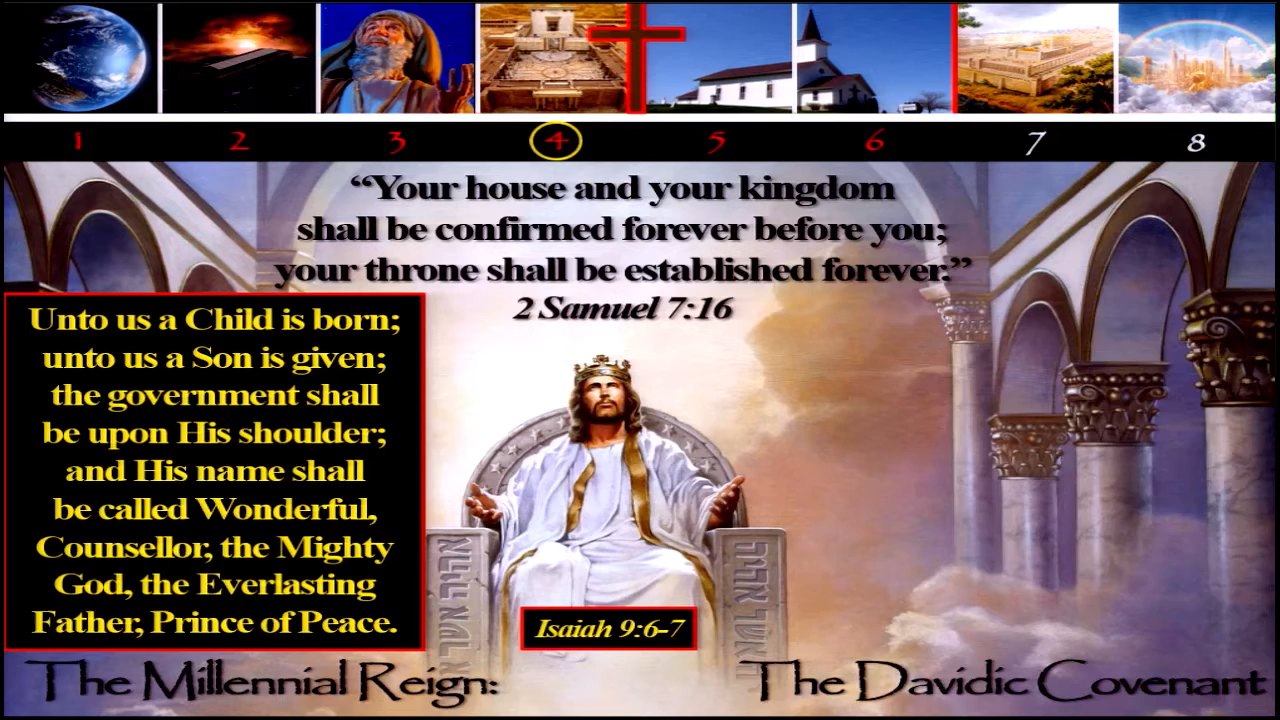 1 2 3 4 5 6 7 8
“Your house and your kingdom
shall be confirmed forever before you;
your throne shall be established forever.”
2 Samuel 7:16
Unto us a Child is born;
unto us a Son is given;
the government shall
be upon His shoulder;
and His name shall
be called Wonderful,
Counsellor, the Mighty
God, the Everlasting
Father, Prince of Peace.
Isaiah 9:6-7
The Millennial Reign:
The Davidic Covenant